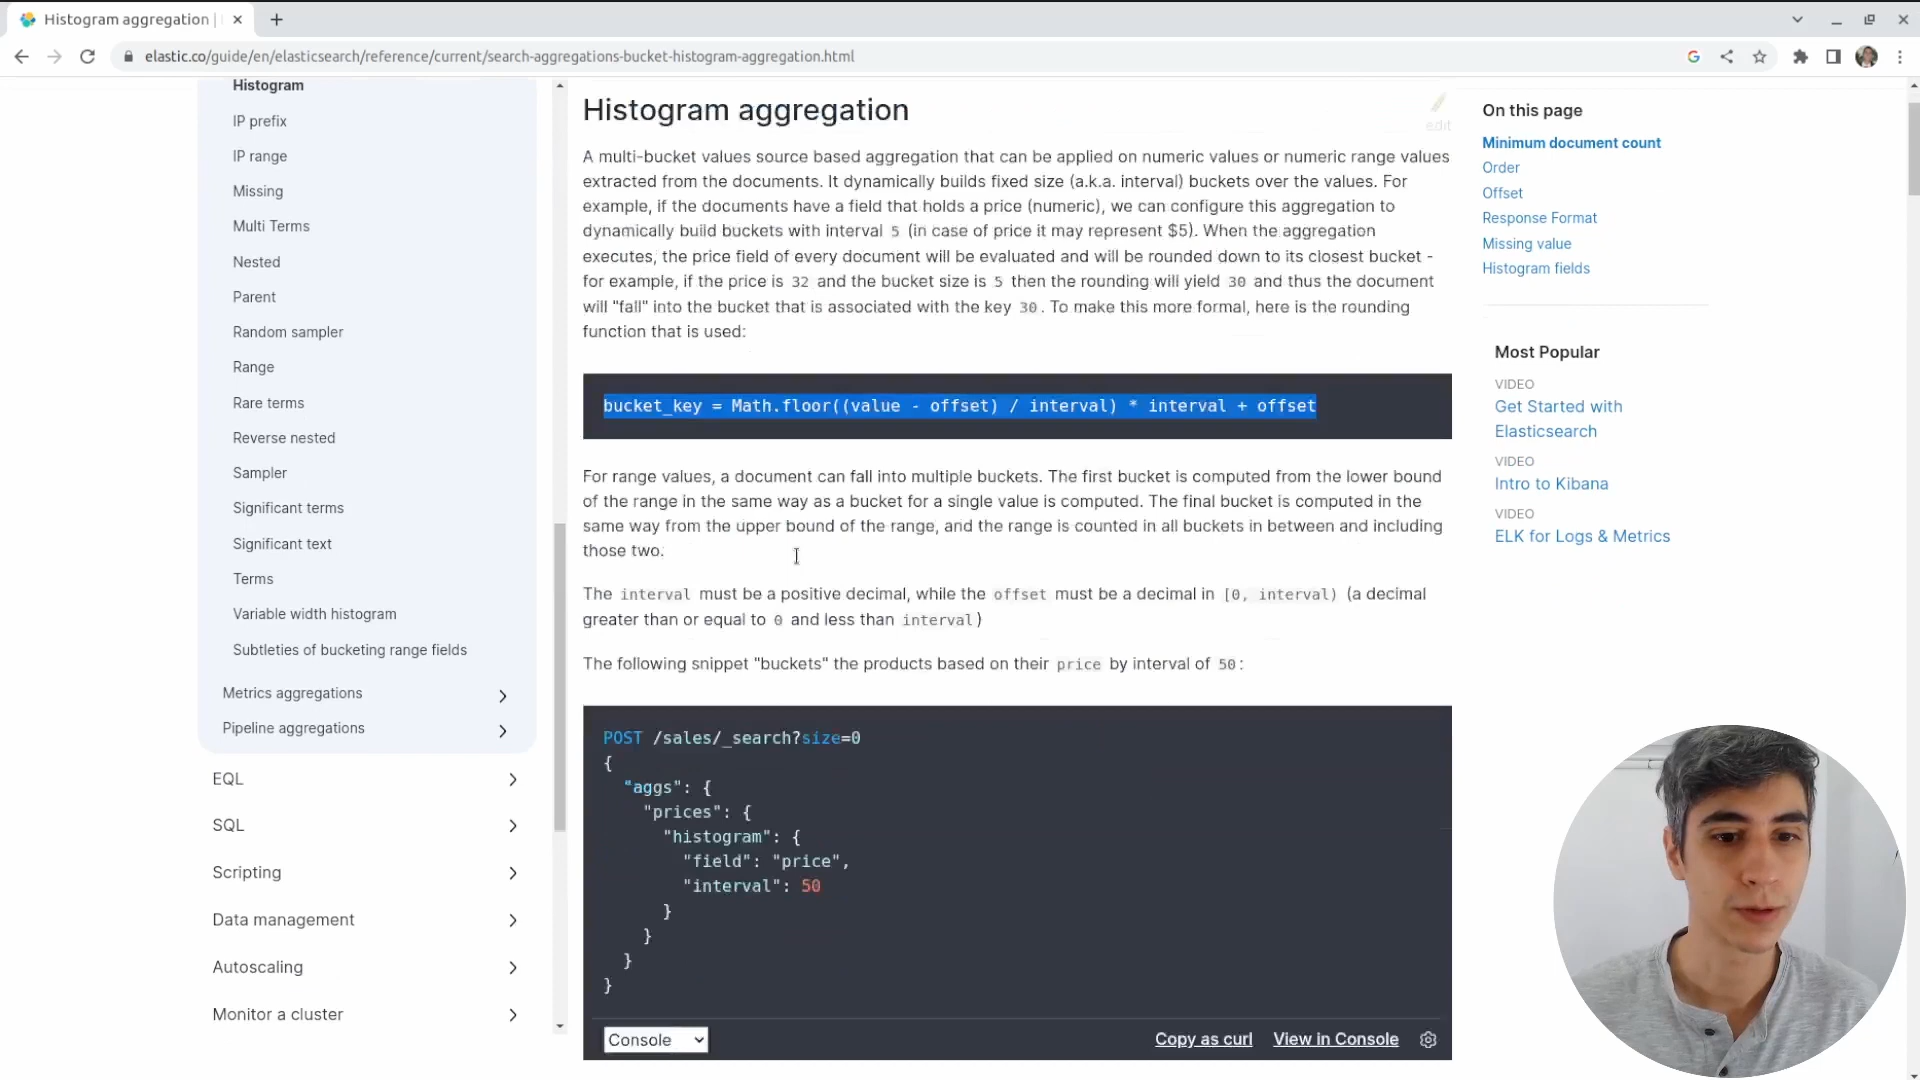 Histogram aggregation |
elastic.co/guide/en/elasticsearch/reference/current/search-aggregations-bucket-histogram-aggregation.html
Histogram
IP prefix
IP range
Missing
Multi Terms
Nested
Parent
Random sampler
Range
Rare terms
Reverse nested
Sampler
Significant terms
Significant text
Terms
Variable width histogram
Subtleties of bucketing range fields
Metrics aggregations
Pipeline aggregations
EQL
SQL
Scripting
Data management
Autoscaling
Monitor a cluster
Histogram aggregation
edit
A multi-bucket values source based aggregation that can be applied on numeric values or numeric range values
extracted from the documents. It dynamically builds fixed size (a.k.a. interval) buckets over the values. For
example, if the documents have a field that holds a price (numeric), we can configure this aggregation to
dynamically build buckets with interval 5 (in case of price it may represent $5). When the aggregation
executes, the price field of every document will be evaluated and will be rounded down to its closest bucket -
for example, if the price is 32 and the bucket size is 5 then the rounding will yield 30 and thus the document
will "fall" into the bucket that is associated with the key 30. To make this more formal, here is the rounding
function that is used:
bucket_key = Math.floor((value - offset) / interval) * interval + offset
For range values, a document can fall into multiple buckets. The first bucket is computed from the lower bound
of the range in the same way as a bucket for a single value is computed. The final bucket is computed in the
same way from the upper bound of the range, and the range is counted in all buckets in between and including
those two.
The interval must be a positive decimal, while the offset must be a decimal in [0, interval) (a decimal
greater than or equal to 0 and less than interval)
The following snippet "buckets" the products based on their price by interval of 50:
POST /sales/_search?size=0
{
"aggs": {
"prices": {
"histogram": {
"field": "price",
"interval": 50
}
}
}
}
Console
Copy as curl
View in Console
On this page
Minimum document count
Order
Offset
Response Format
Missing value
Histogram fields
Most Popular
VIDEO
Get Started with
Elasticsearch
VIDEO
Intro to Kibana
VIDEO
ELK for Logs & Metrics